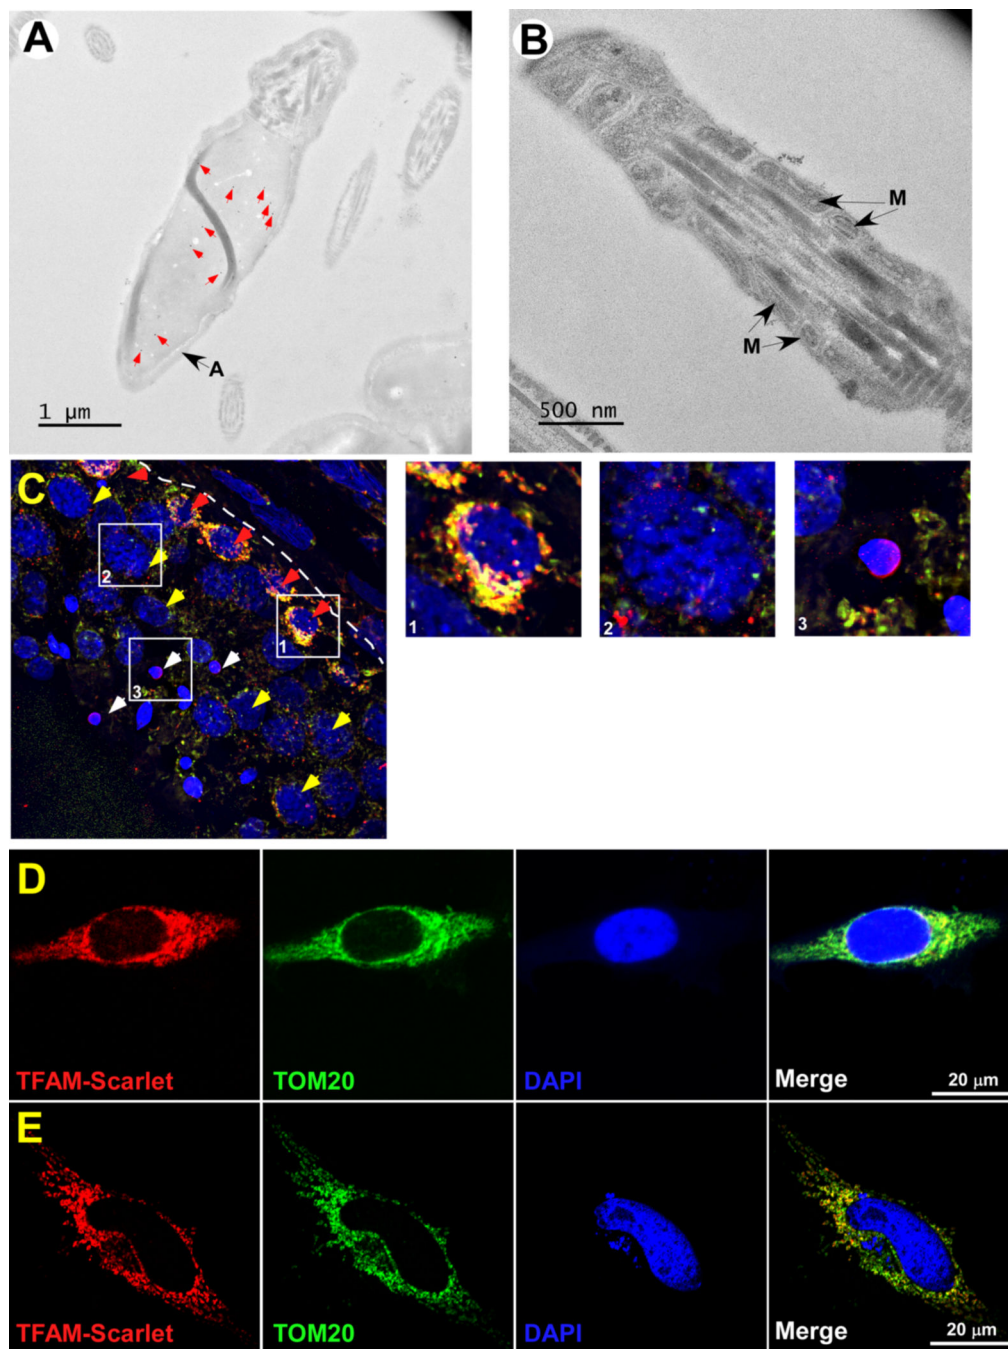 A
A
1 µm
B
M
M
500 nm
C
2
1
3
1
2
3
D
TFAM-Scarlet
TOM20
DAPI
Merge
20 µm
E
TFAM-Scarlet
TOM20
DAPI
Merge
20 µm